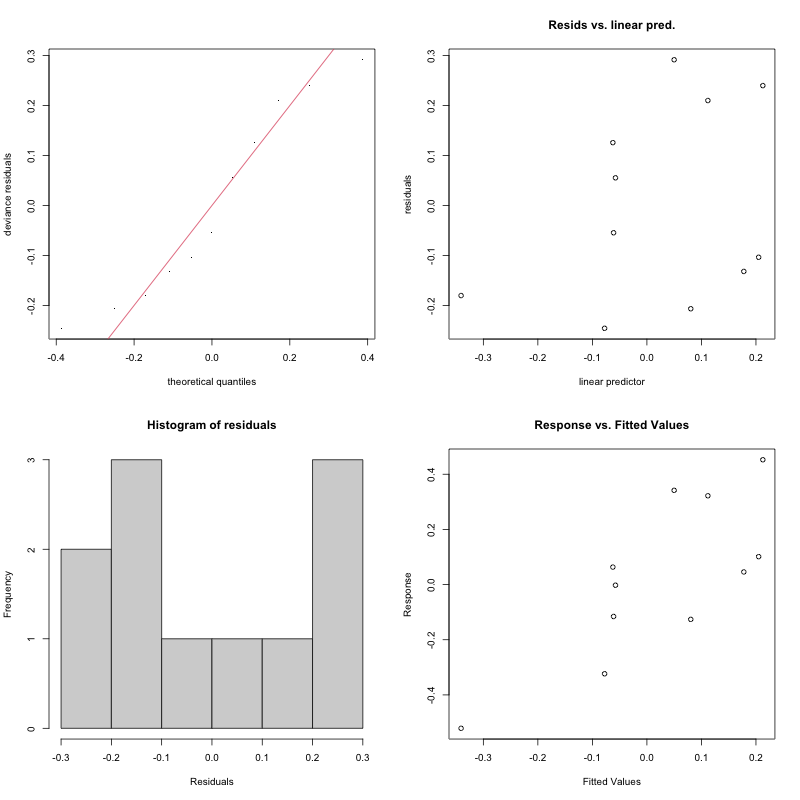 deviance residuals
0.3
0.2
0.1
0.0
-0.1
-0.2
-0.4 -0.2 0.0 0.2 0.4
theoretical quantiles
Resids vs. linear pred.
residuals
0.3
0.2
0.1
0.0
-0.1
-0.2
-0.3 -0.2 -0.1 0.0 0.1 0.2
linear predictor
Histogram of residuals
Frequency
3
2
1
0
-0.3 -0.2 -0.1 0.0 0.1 0.2 0.3
Residuals
Response vs. Fitted Values
Response
0.4
0.2
0.0
-0.2
-0.4
-0.3 -0.2 -0.1 0.0 0.1 0.2
Fitted Values